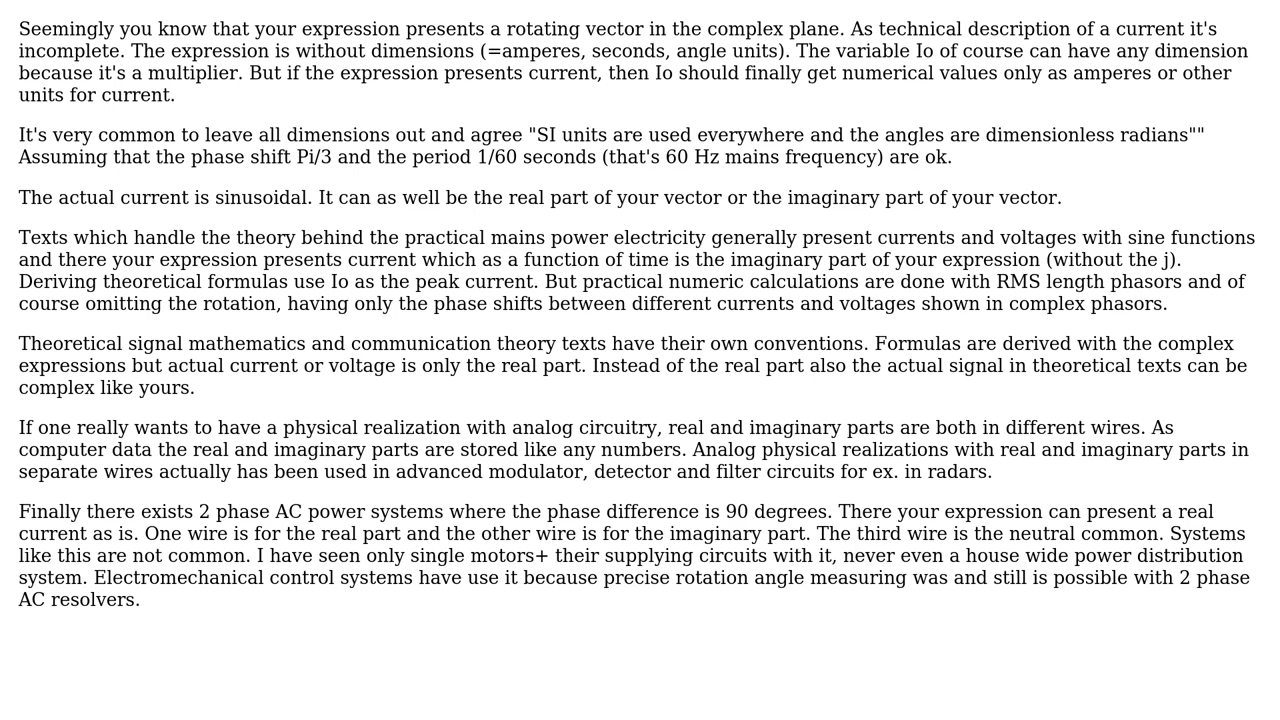 Seemingly you know that your expression presents a rotating vector in the complex plane. As technical description of a current it's
incomplete. The expression is without dimensions (=amperes, seconds, angle units). The variable Io of course can have any dimension
because it's a multiplier. But if the expression presents current, then Io should finally get numerical values only as amperes or other
units for current.
It's very common to leave all dimensions out and agree "SI units are used everywhere and the angles are dimensionless radians""
Assuming that the phase shift Pi/3 and the period 1/60 seconds (that's 60 Hz mains frequency) are ok.
The actual current is sinusoidal. It can as well be the real part of your vector or the imaginary part of your vector.
Texts which handle the theory behind the practical mains power electricity generally present currents and voltages with sine functions
and there your expression presents current which as a function of time is the imaginary part of your expression (without the j).
Deriving theoretical formulas use Io as the peak current. But practical numeric calculations are done with RMS length phasors and of
course omitting the rotation, having only the phase shifts between different currents and voltages shown in complex phasors.
Theoretical signal mathematics and communication theory texts have their own conventions. Formulas are derived with the complex
expressions but actual current or voltage is only the real part. Instead of the real part also the actual signal in theoretical texts can be
complex like yours.
If one really wants to have a physical realization with analog circuitry, real and imaginary parts are both in different wires. As
computer data the real and imaginary parts are stored like any numbers. Analog physical realizations with real and imaginary parts in
separate wires actually has been used in advanced modulator, detector and filter circuits for ex. in radars.
Finally there exists 2 phase AC power systems where the phase difference is 90 degrees. There your expression can present a real
current as is. One wire is for the real part and the other wire is for the imaginary part. The third wire is the neutral common. Systems
like this are not common. I have seen only single motors+ their supplying circuits with it, never even a house wide power distribution
system. Electromechanical control systems have use it because precise rotation angle measuring was and still is possible with 2 phase
AC resolvers.